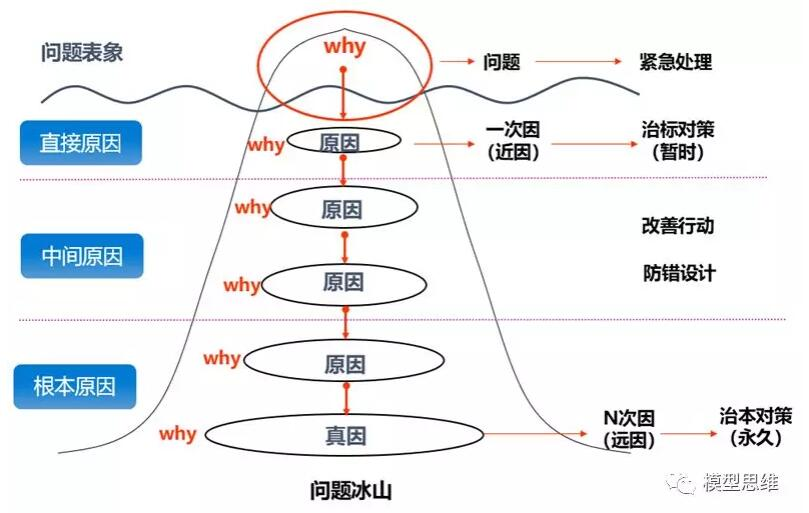 问题表象
why
问题
紧急处理
直接原因
why
原因
一次因
（近因）
治标对策
（暂时）
why
原因
改善行动
中间原因
why
原因
防错设计
why
原因
根本原因
why
真因
N次因
（远因）
治本对策
（永久）
问题冰山
模型思维